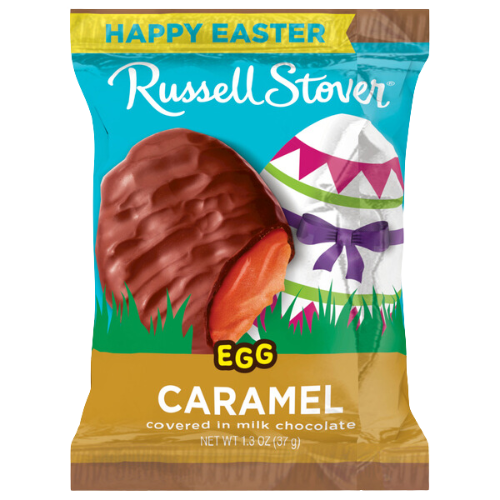 HAPPY EASTER
Russell Stover
EGG
CARAMEL
covered in milk chocolate
NET WT 1.3 OZ (37 g)